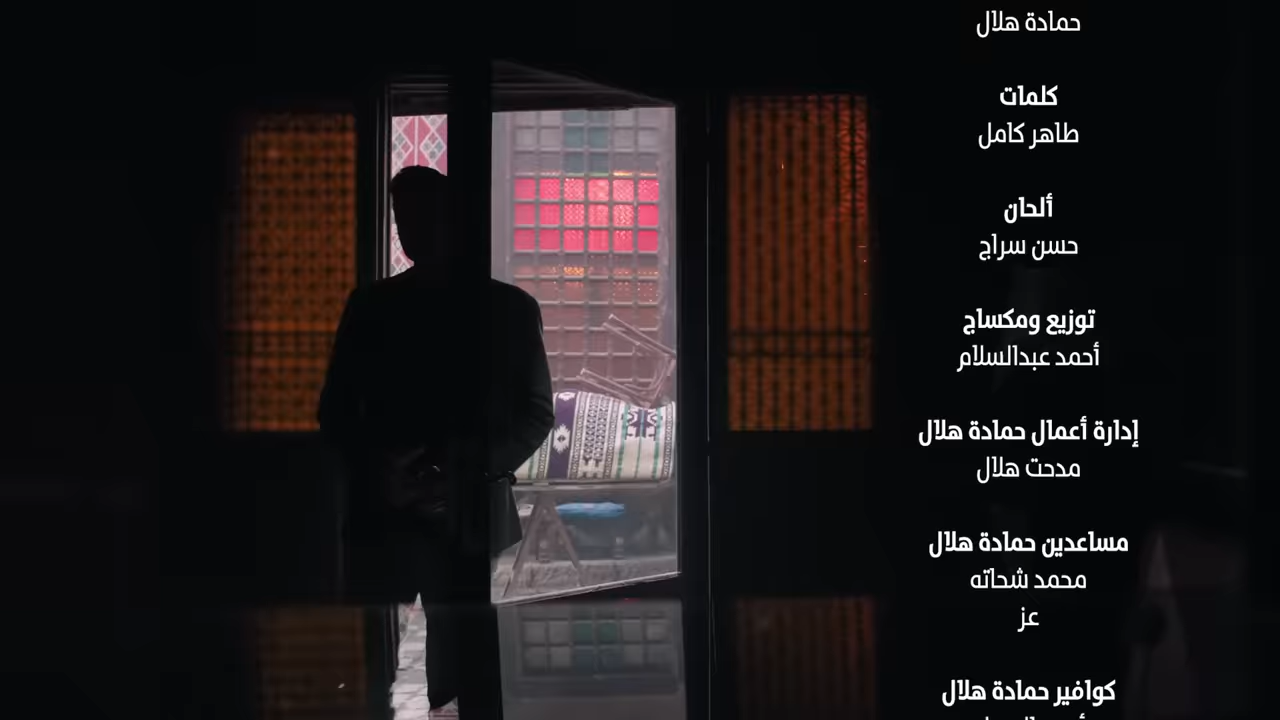 حمادة هلال
كلمات
طاهر كامل
ألحان
حسن سراج
توزيع ومكساج
أحمد عبدالسلام
إدارة أعمال حمادة هلال
مدحت هلال
مساعدين حمادة هلال
محمد شحاته
عز
كوافير حمادة هلال